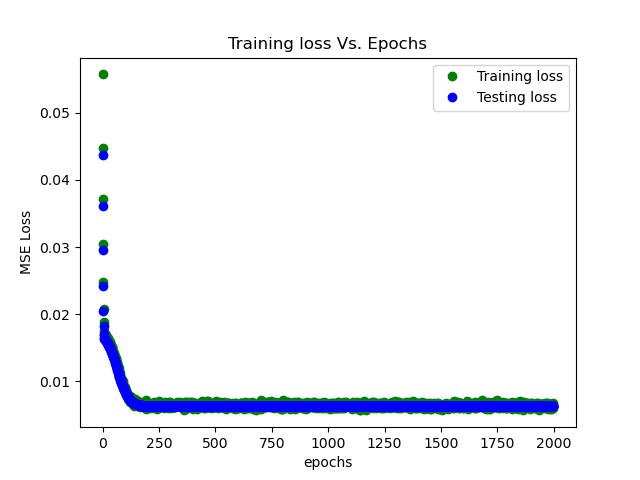 Training loss Vs. Epochs
Training loss
Testing loss
0.05
0.04
0.03
0.02
0.01
MSE Loss
0 250 500 750 1000 1250 1500 1750 2000
epochs